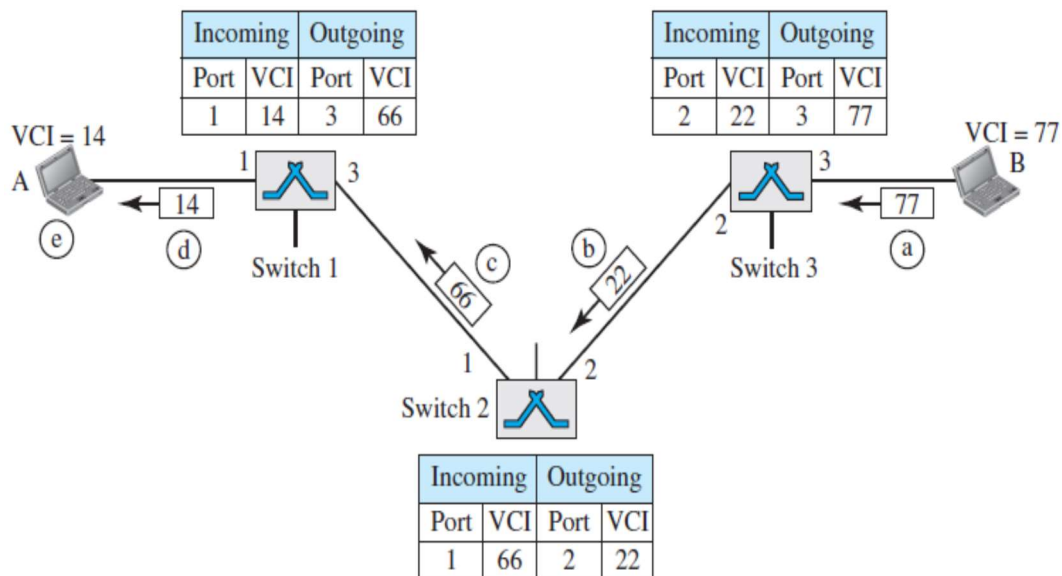 Incoming Outgoing
Port VCI Port VCI
1 14 3 66
Incoming Outgoing
Port VCI Port VCI
2 22 3 77
VCI = 14
VCI = 77
A
1
3
3
B
14
77
2
e
d
Switch 1
c
b
Switch 3
a
66
22
1
2
Switch 2
Incoming Outgoing
Port VCI Port VCI
1 66 2 22